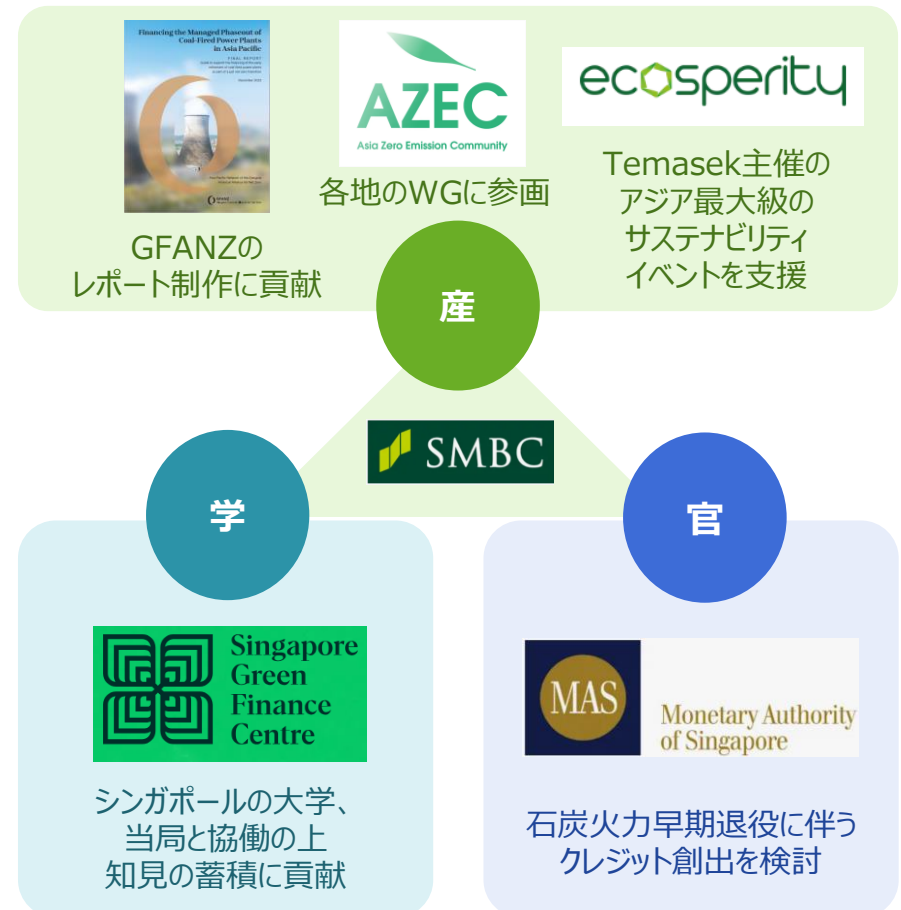 Financing the Managed Phaseout of
Coal-Fired Power Plants
in Asia Pacific
FINAL REPORT
GFANZの
レポート制作に貢献
AZEC
Asia Zero Emission Community
各地のWGに参画
ecosperity
Temasek主催の
アジア最大級の
サステナビリティ
イベントを支援
産
SMBC
学
官
Singapore
Green
Finance
Centre
シンガポールの大学、
当局と協働の上
知見の蓄積に貢献
MAS
Monetary Authority
of Singapore
石炭火力早期退役に伴う
クレジット創出を検討